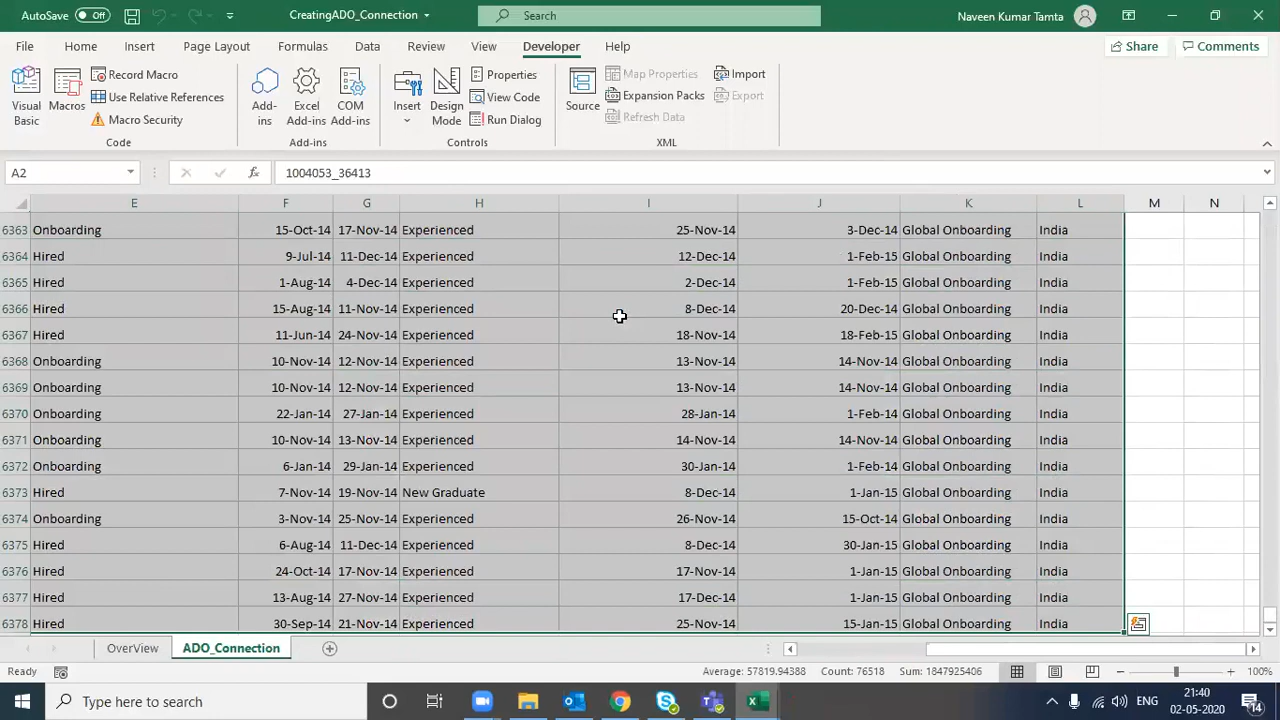 AutoSave Off CreatingADO_Connection Search Naveen Kumar Tamta
File Home Insert Page Layout Formulas Data Review View Developer Help Share Comments
Visual Basic Macros Record Macro Use Relative References Macro Security
Add-ins Excel Add-ins COM Add-ins
Insert Design Mode Properties View Code Run Dialog
Source Map Properties Expansion Packs Refresh Data Import Export
Code Add-ins Controls XML
A2 fx 1004053_36413
E F G H I J K L M N
6363 Onboarding 15-Oct-14 17-Nov-14 Experienced 25-Nov-14 3-Dec-14 Global Onboarding India
6364 Hired 9-Jul-14 11-Dec-14 Experienced 12-Dec-14 1-Feb-15 Global Onboarding India
6365 Hired 1-Aug-14 4-Dec-14 Experienced 2-Dec-14 1-Feb-15 Global Onboarding India
6366 Hired 15-Aug-14 11-Nov-14 Experienced 8-Dec-14 20-Dec-14 Global Onboarding India
6367 Hired 11-Jun-14 24-Nov-14 Experienced 18-Nov-14 18-Feb-15 Global Onboarding India
6368 Onboarding 10-Nov-14 12-Nov-14 Experienced 13-Nov-14 14-Nov-14 Global Onboarding India
6369 Onboarding 10-Nov-14 12-Nov-14 Experienced 13-Nov-14 14-Nov-14 Global Onboarding India
6370 Onboarding 22-Jan-14 27-Jan-14 Experienced 28-Jan-14 1-Feb-14 Global Onboarding India
6371 Onboarding 10-Nov-14 13-Nov-14 Experienced 14-Nov-14 14-Nov-14 Global Onboarding India
6372 Onboarding 6-Jan-14 29-Jan-14 Experienced 30-Jan-14 1-Feb-14 Global Onboarding India
6373 Hired 7-Nov-14 19-Nov-14 New Graduate 8-Dec-14 1-Jan-15 Global Onboarding India
6374 Onboarding 3-Nov-14 25-Nov-14 Experienced 26-Nov-14 15-Oct-14 Global Onboarding India
6375 Hired 6-Aug-14 11-Dec-14 Experienced 8-Dec-14 30-Jan-15 Global Onboarding India
6376 Hired 24-Oct-14 17-Nov-14 Experienced 17-Nov-14 1-Jan-15 Global Onboarding India
6377 Hired 13-Aug-14 27-Nov-14 Experienced 17-Dec-14 1-Jan-15 Global Onboarding India
6378 Hired 30-Sep-14 21-Nov-14 Experienced 25-Nov-14 15-Jan-15 Global Onboarding India
OverView ADO_Connection
Ready Average: 57819.94388 Count: 76518 Sum: 1847925406 100%
Type here to search ENG 21:40 02-05-2020 14